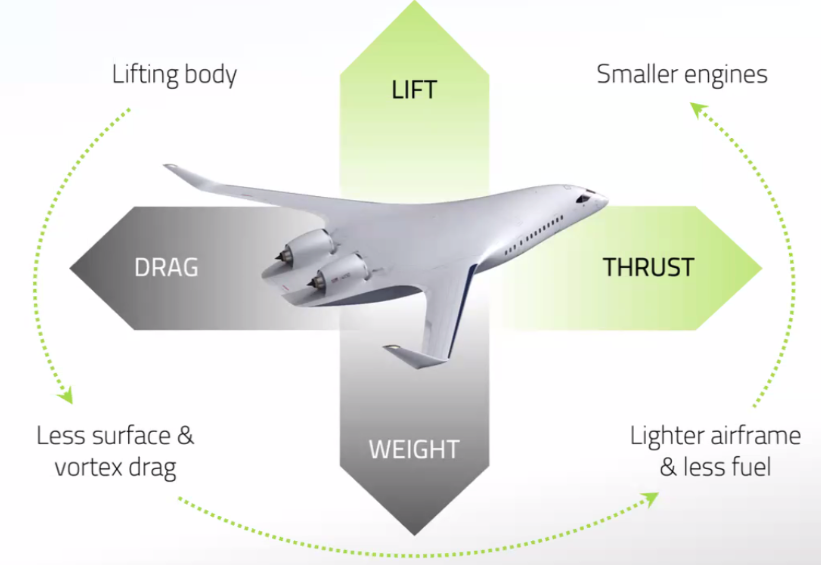 Lifting body
LIFT
Smaller engines
DRAG
THRUST
Less surface &
vortex drag
WEIGHT
Lighter airframe
& less fuel